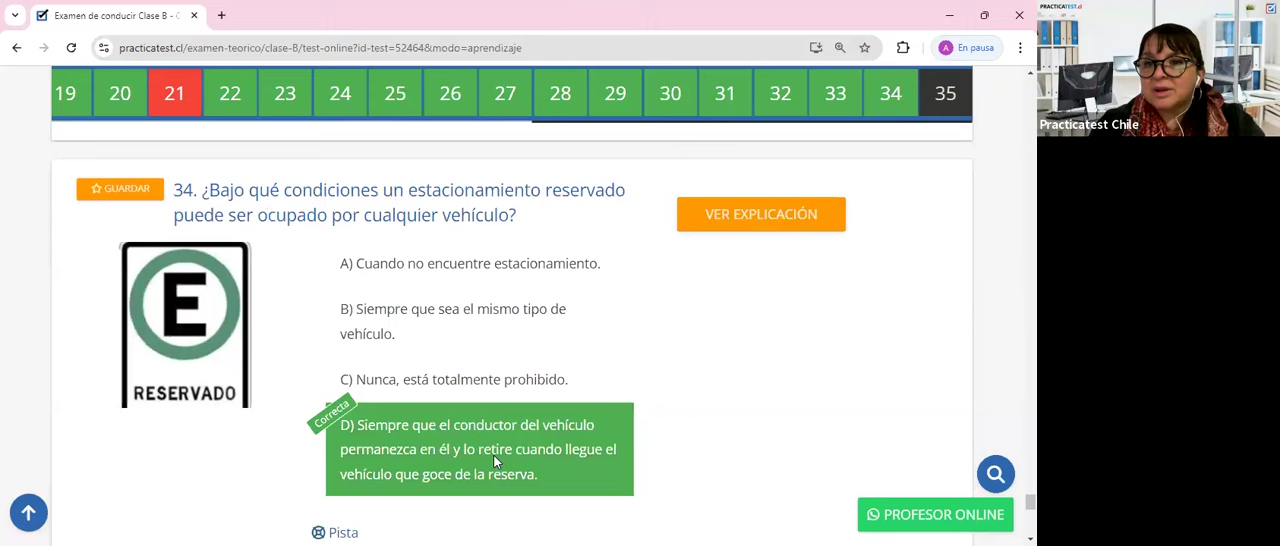 Examen de conducir Clase B - C
practicatest.cl/examen-teorico/clase-B/test-online?id-test=52464&modo=aprendizaje
A
En pausa
PRACTICATEST.cl
Practicatest Chile
19 20 21 22 23 24 25 26 27 28 29 30 31 32 33 34 35
GUARDAR
34. ¿Bajo qué condiciones un estacionamiento reservado
puede ser ocupado por cualquier vehículo?
VER EXPLICACIÓN
E
RESERVADO
A) Cuando no encuentre estacionamiento.
B) Siempre que sea el mismo tipo de
vehículo.
C) Nunca, está totalmente prohibido.
Correcta
D) Siempre que el conductor del vehículo
permanezca en él y lo retire cuando llegue el
vehículo que goce de la reserva.
Pista
PROFESOR ONLINE